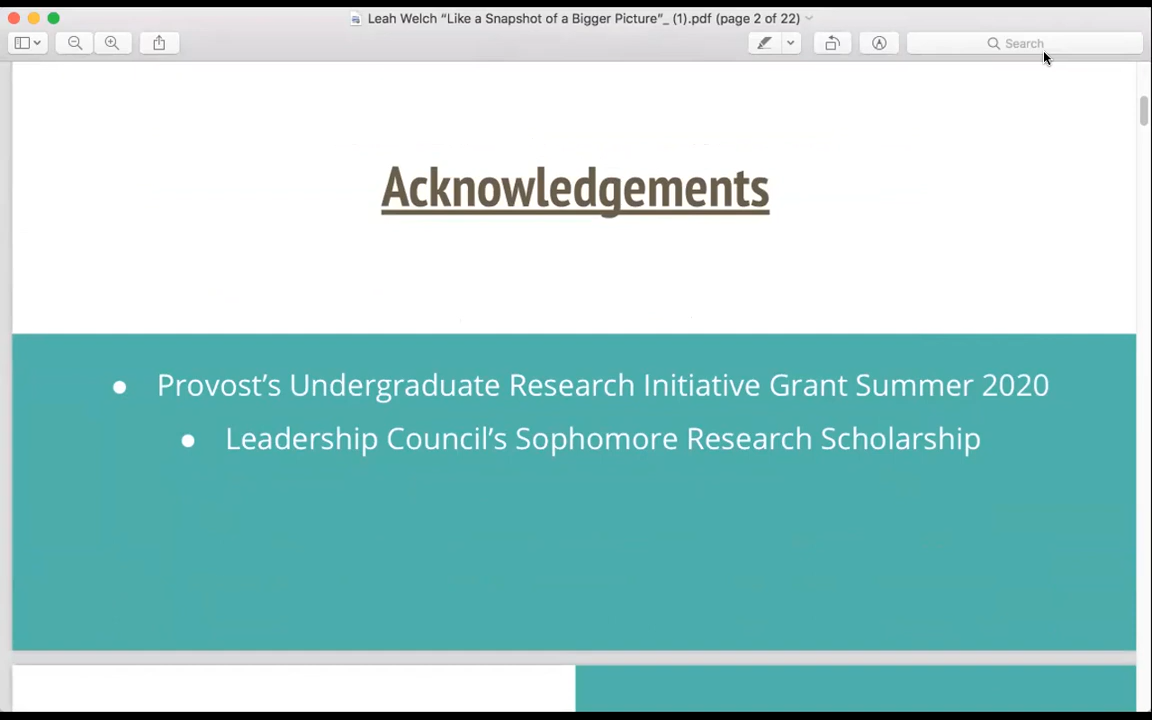 Leah Welch “Like a Snapshot of a Bigger Picture”_ (1).pdf (page 2 of 22)
Search
Acknowledgements
● Provost’s Undergraduate Research Initiative Grant Summer 2020
● Leadership Council’s Sophomore Research Scholarship